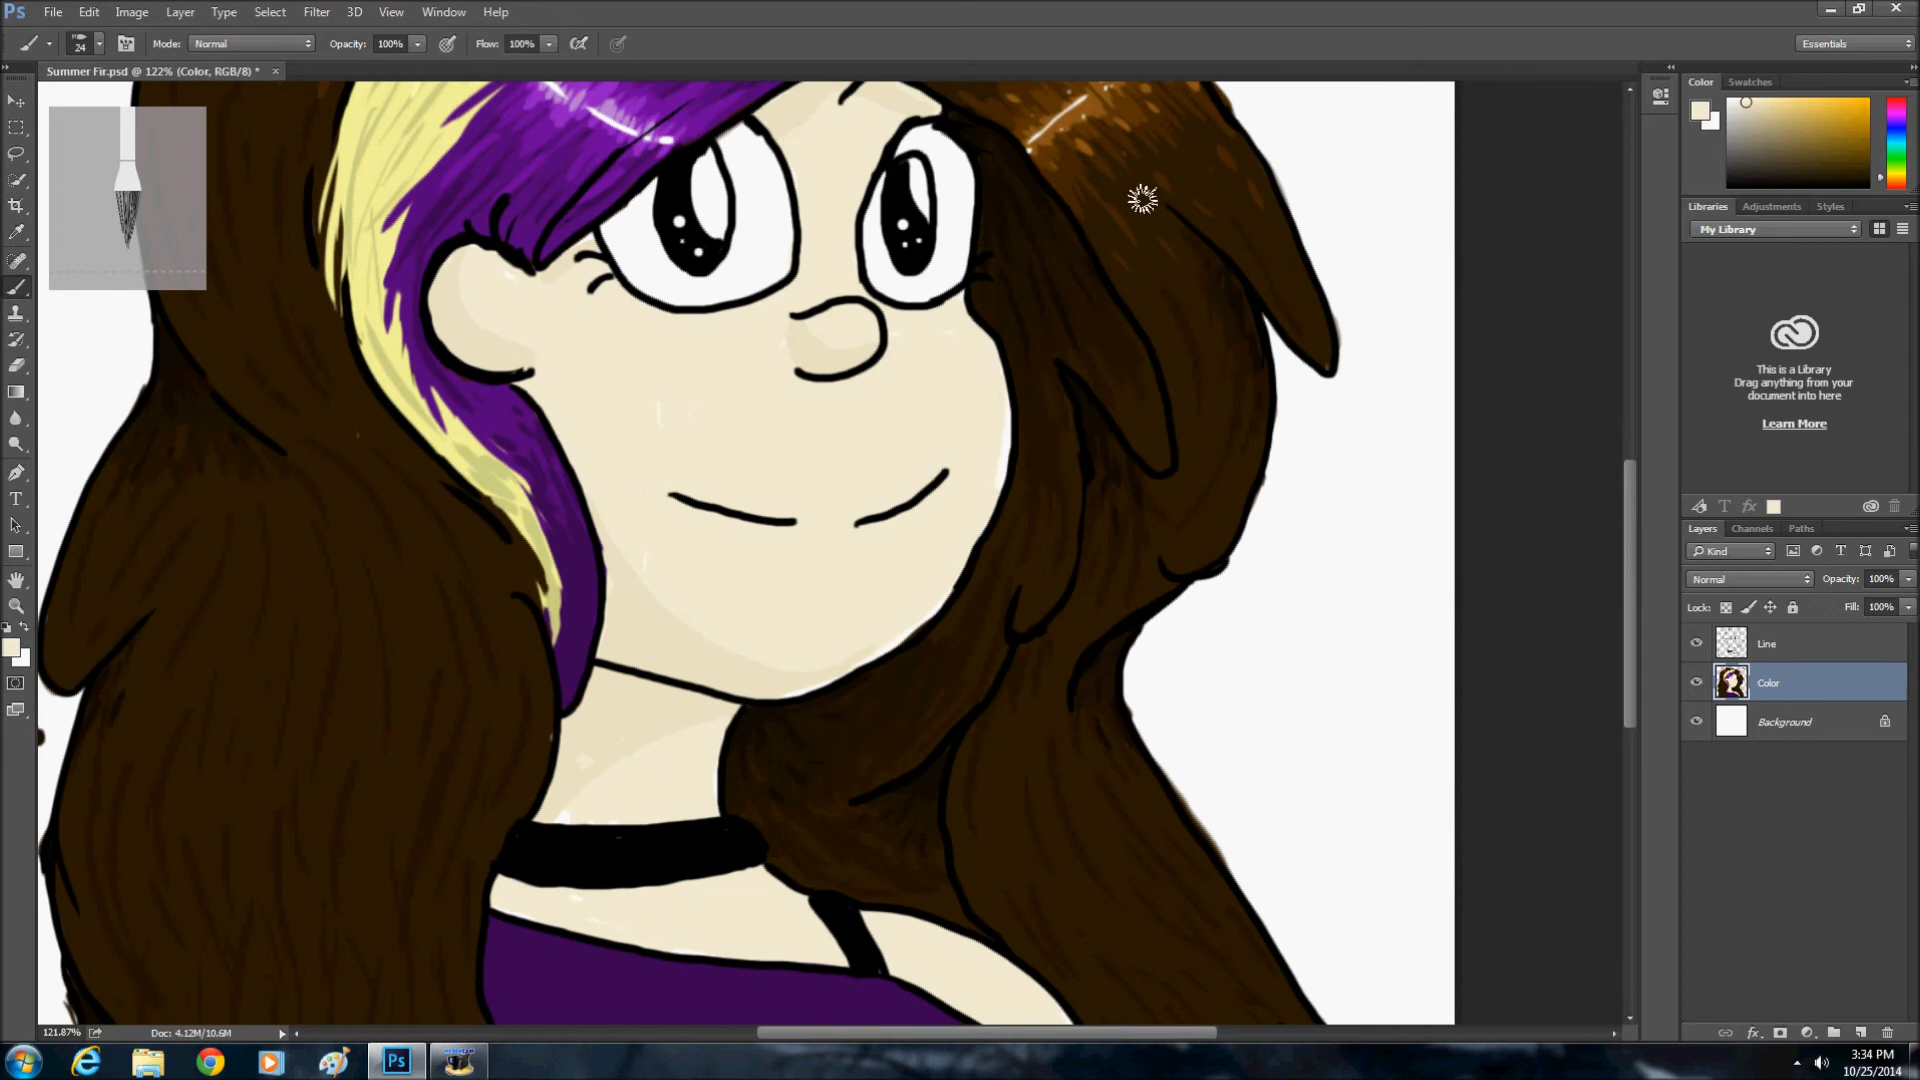 Ps File Edit Image Layer Type Select Filter 3D View Window Help
24 Mode: Normal Opacity: 100% Flow: 100% Essentials
Summer Fir.psd @ 122% (Color, RGB/8) * ×
Color Swatches
Libraries Adjustments Styles
My Library
This is a Library
Drag anything from your
document into here
Learn More
Layers Channels Paths
Kind
Normal Opacity: 100%
Lock: Fill: 100%
Line
Color
Background
121.87% Doc: 4.12M/10.6M
Ps
3:34 PM
10/25/2014